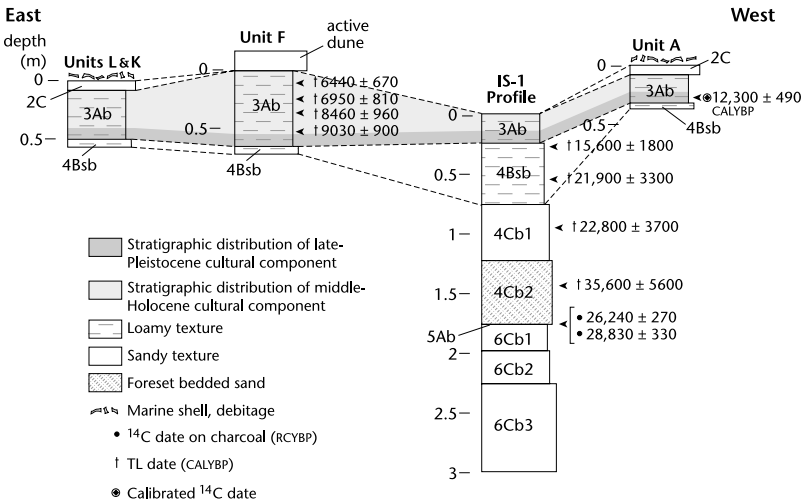 East
West
depth
(m)
Units L & K
Unit F
active
dune
IS-1
Profile
Unit A
0
2C
3Ab
0.5
4Bsb
0
3Ab
0.5
4Bsb
† 6440 ± 670
† 6950 ± 810
† 8460 ± 960
† 9030 ± 900
0
3Ab
4Bsb
0.5
4Cb1
1
4Cb2
1.5
5Ab
6Cb1
2
6Cb2
2.5
6Cb3
3
† 15,600 ± 1800
† 21,900 ± 3300
† 22,800 ± 3700
† 35,600 ± 5600
• 26,240 ± 270
• 28,830 ± 330
0
2C
3Ab
0.5
4Bsb
12,300 ± 490
CALYBP
Stratigraphic distribution of late-
Pleistocene cultural component
Stratigraphic distribution of middle-
Holocene cultural component
Loamy texture
Sandy texture
Foreset bedded sand
Marine shell, debitage
• 14C date on charcoal (RCYBP)
† TL date (CALYBP)
Calibrated 14C date